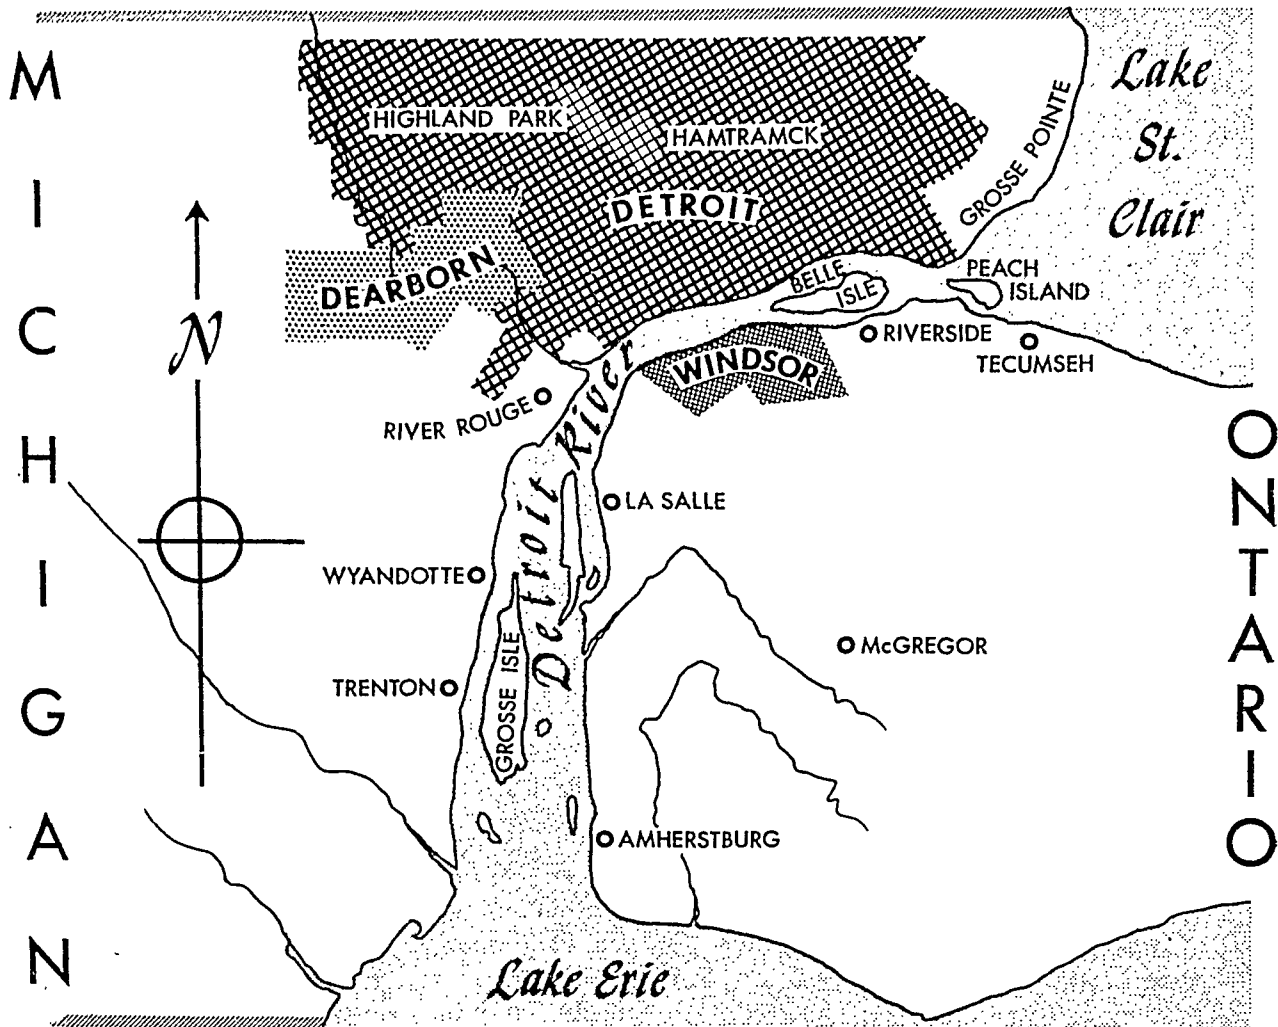 MICHIGAN
Lake
St.
Clair
GROSSE POINTE
HIGHLAND PARK
HAMTRAMCK
DETROIT
DEARBORN
PEACH
ISLAND
BELLE
ISLE
N
RIVERSIDE
TECUMSEH
WINDSOR
RIVER ROUGE
Detroit River
LA SALLE
ONTARIO
WYANDOTTE
McGREGOR
TRENTON
GROSSE ISLE
AMHERSTBURG
Lake Erie